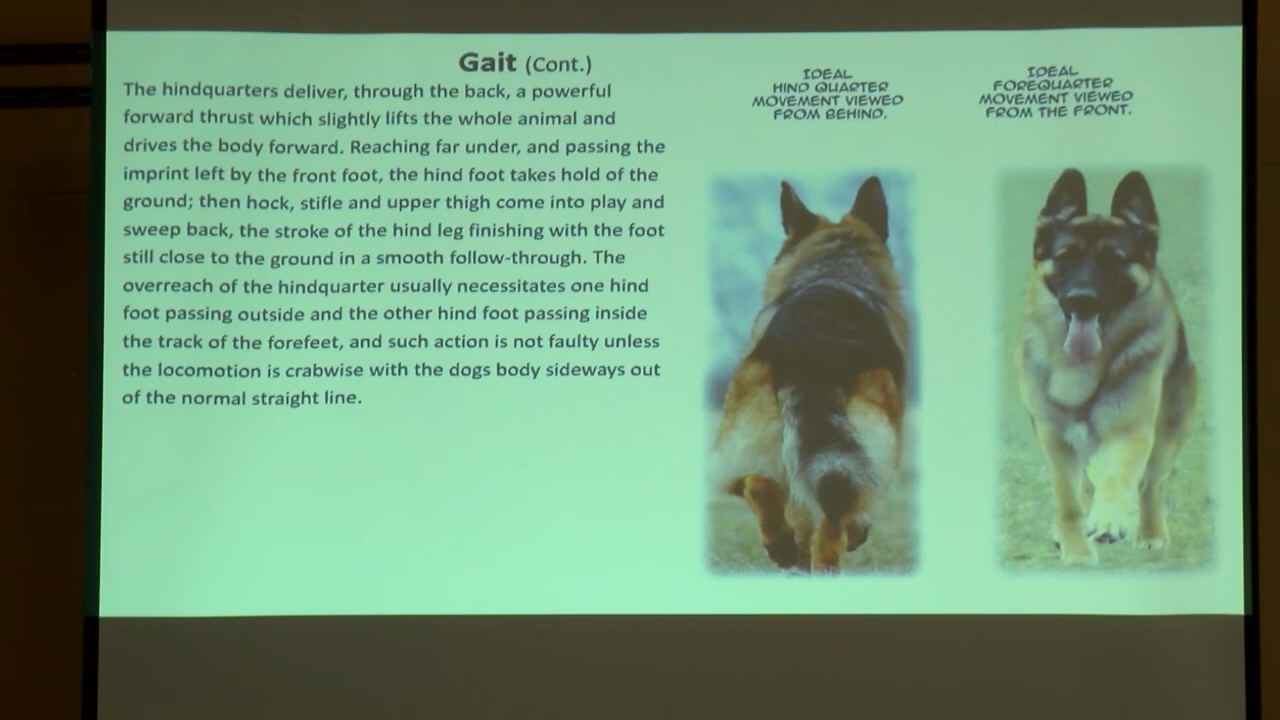 Gait (Cont.)
The hindquarters deliver, through the back, a powerful
forward thrust which slightly lifts the whole animal and
drives the body forward. Reaching far under, and passing the
imprint left by the front foot, the hind foot takes hold of the
ground; then hock, stifle and upper thigh come into play and
sweep back, the stroke of the hind leg finishing with the foot
still close to the ground in a smooth follow-through. The
overreach of the hindquarter usually necessitates one hind
foot passing outside and the other hind foot passing inside
the track of the forefeet, and such action is not faulty unless
the locomotion is crabwise with the dogs body sideways out
of the normal straight line.
IDEAL
HIND QUARTER
MOVEMENT VIEWED
FROM BEHIND.
IDEAL
FOREQUARTER
MOVEMENT VIEWED
FROM THE FRONT.